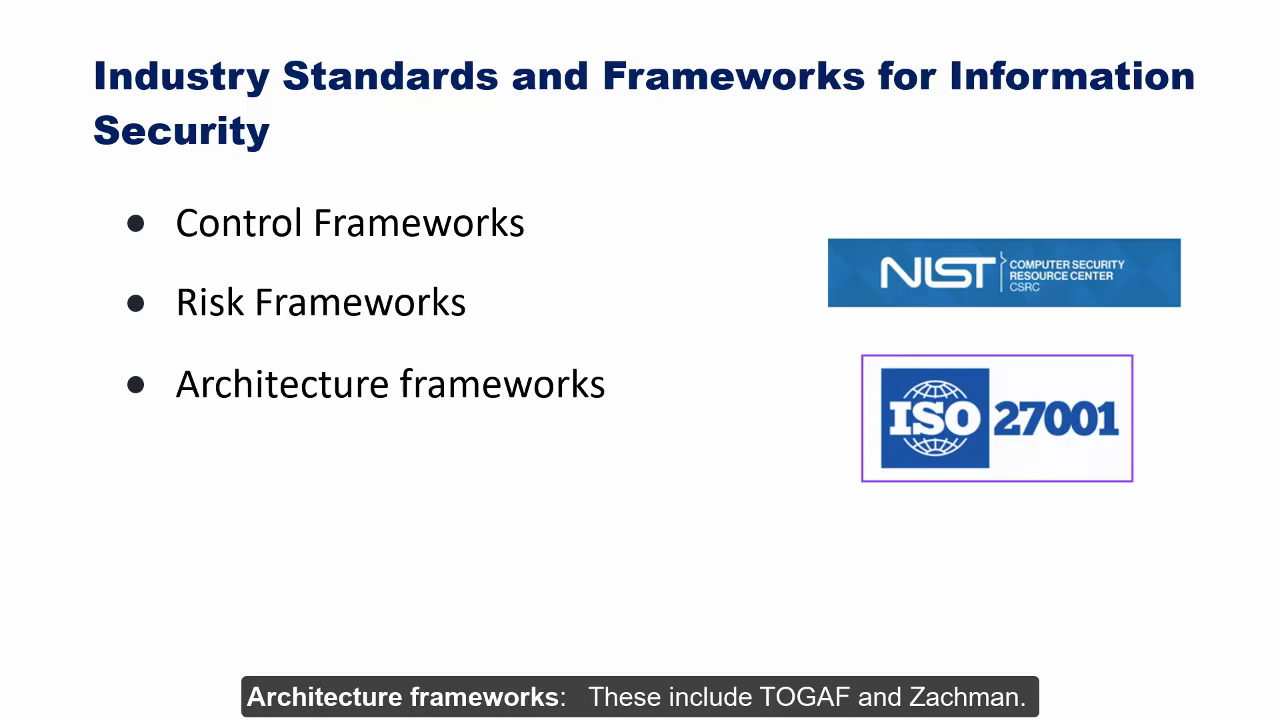 Industry Standards and Frameworks for Information
Security
● Control Frameworks
● Risk Frameworks
● Architecture frameworks
NIST
COMPUTER SECURITY
RESOURCE CENTER
CSRC
ISO 27001
Architecture frameworks: These include TOGAF and Zachman.